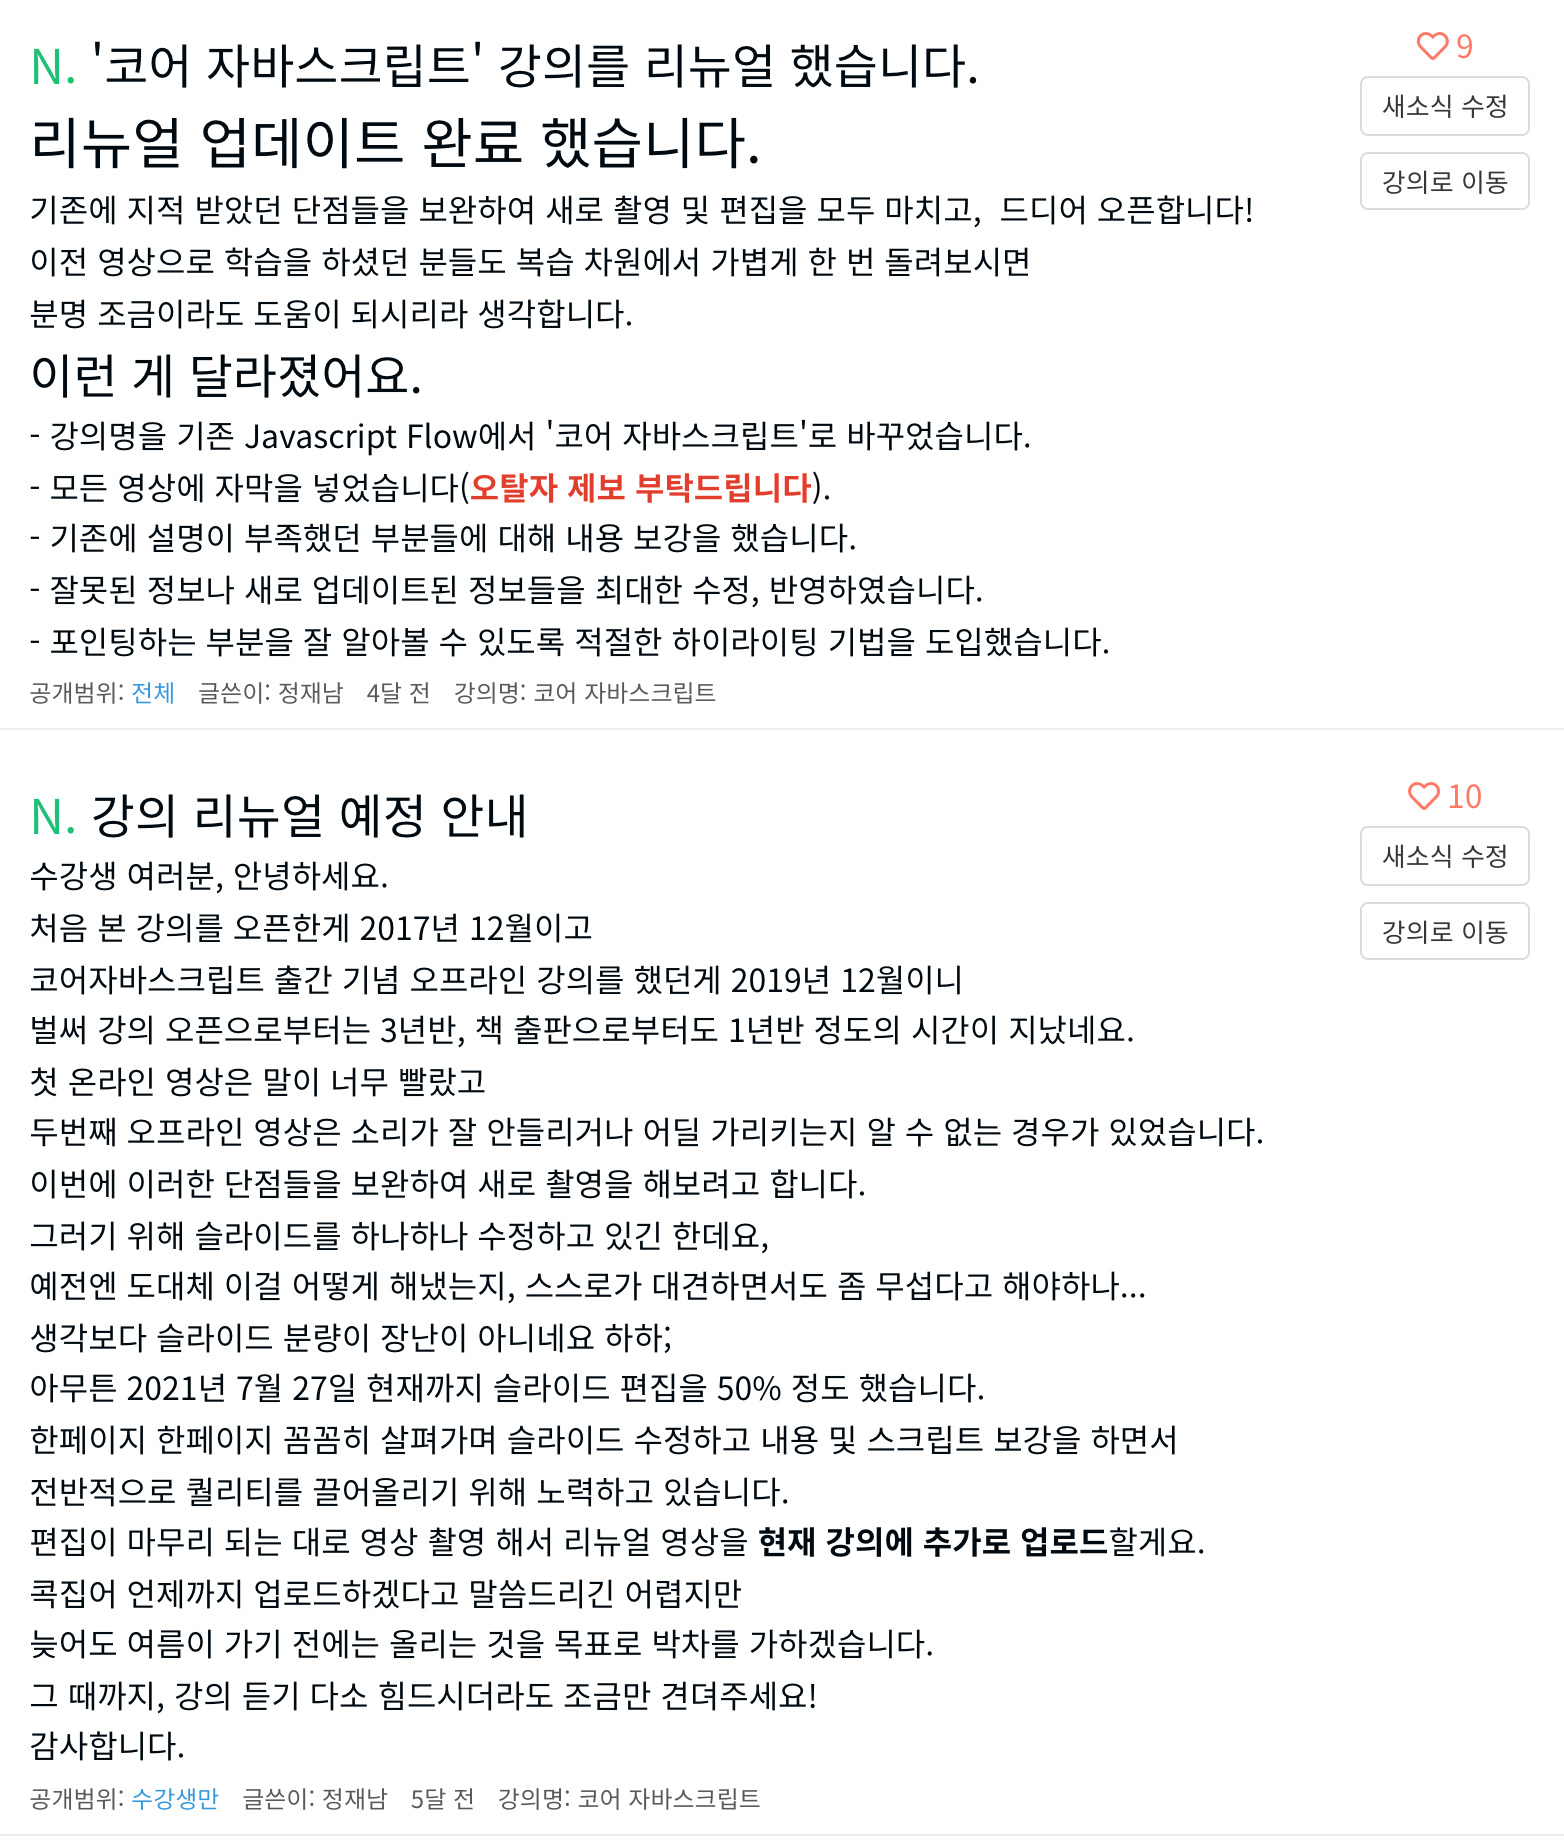 N. '코어 자바스크립트' 강의를 리뉴얼 했습니다.
♡ 9
새소식 수정
강의로 이동
리뉴얼 업데이트 완료 했습니다.
기존에 지적 받았던 단점들을 보완하여 새로 촬영 및 편집을 모두 마치고,  드디어 오픈합니다!
이전 영상으로 학습을 하셨던 분들도 복습 차원에서 가볍게 한 번 돌려보시면
분명 조금이라도 도움이 되시리라 생각합니다.
이런 게 달라졌어요.
- 강의명을 기존 Javascript Flow에서 '코어 자바스크립트'로 바꾸었습니다.
- 모든 영상에 자막을 넣었습니다(오탈자 제보 부탁드립니다).
- 기존에 설명이 부족했던 부분들에 대해 내용 보강을 했습니다.
- 잘못된 정보나 새로 업데이트된 정보들을 최대한 수정, 반영하였습니다.
- 포인팅하는 부분을 잘 알아볼 수 있도록 적절한 하이라이팅 기법을 도입했습니다.
공개범위: 전체 글쓴이: 정재남 4달 전 강의명: 코어 자바스크립트
N. 강의 리뉴얼 예정 안내
♡ 10
새소식 수정
강의로 이동
수강생 여러분, 안녕하세요.
처음 본 강의를 오픈한게 2017년 12월이고
코어자바스크립트 출간 기념 오프라인 강의를 했던게 2019년 12월이니
벌써 강의 오픈으로부터는 3년반, 책 출판으로부터도 1년반 정도의 시간이 지났네요.
첫 온라인 영상은 말이 너무 빨랐고
두번째 오프라인 영상은 소리가 잘 안들리거나 어딜 가리키는지 알 수 없는 경우가 있었습니다.
이번에 이러한 단점들을 보완하여 새로 촬영을 해보려고 합니다.
그러기 위해 슬라이드를 하나하나 수정하고 있긴 한데요,
예전엔 도대체 이걸 어떻게 해냈는지, 스스로가 대견하면서도 좀 무섭다고 해야하나...
생각보다 슬라이드 분량이 장난이 아니네요 하하;
아무튼 2021년 7월 27일 현재까지 슬라이드 편집을 50% 정도 했습니다.
한페이지 한페이지 꼼꼼히 살펴가며 슬라이드 수정하고 내용 및 스크립트 보강을 하면서
전반적으로 퀄리티를 끌어올리기 위해 노력하고 있습니다.
편집이 마무리 되는 대로 영상 촬영 해서 리뉴얼 영상을 현재 강의에 추가로 업로드할게요.
콕집어 언제까지 업로드하겠다고 말씀드리긴 어렵지만
늦어도 여름이 가기 전에는 올리는 것을 목표로 박차를 가하겠습니다.
그 때까지, 강의 듣기 다소 힘드시더라도 조금만 견뎌주세요!
감사합니다.
공개범위: 수강생만 글쓴이: 정재남 5달 전 강의명: 코어 자바스크립트